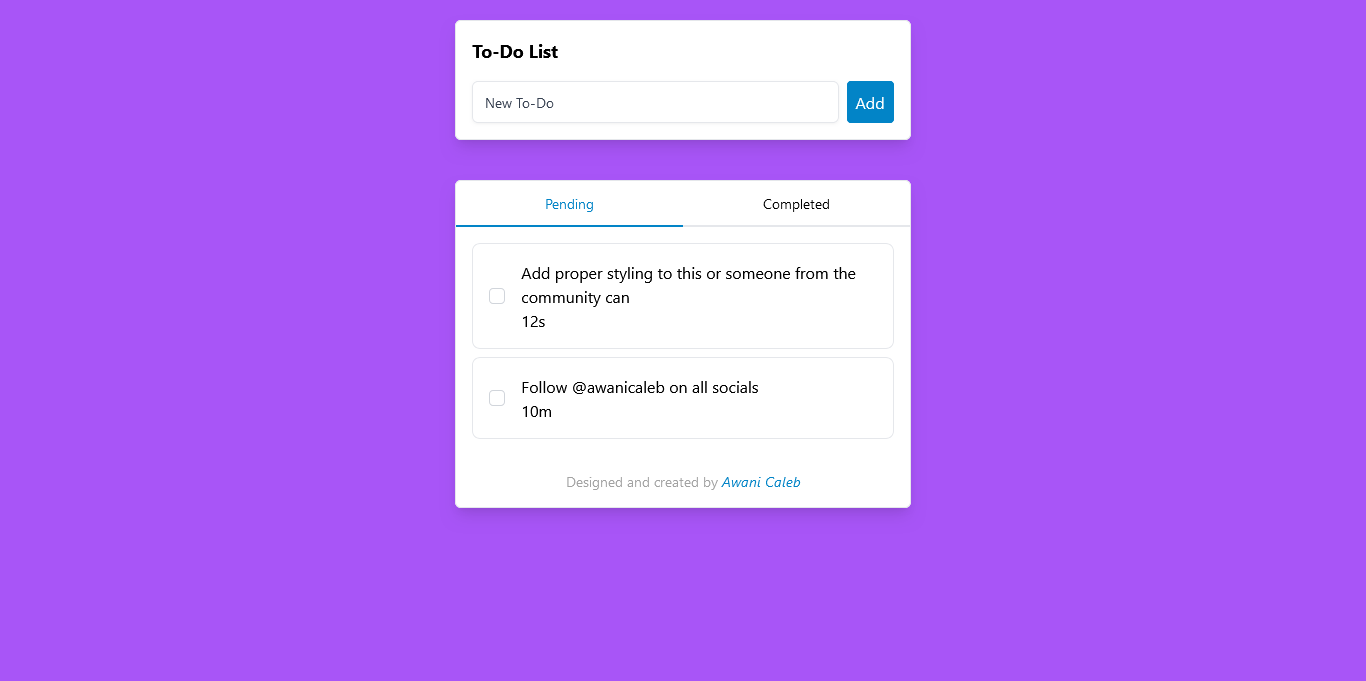 To-Do List
New To-Do
Add
Pending
Completed
Add proper styling to this or someone from the
community can
12s
Follow @awanicaleb on all socials
10m
Designed and created by Awani Caleb